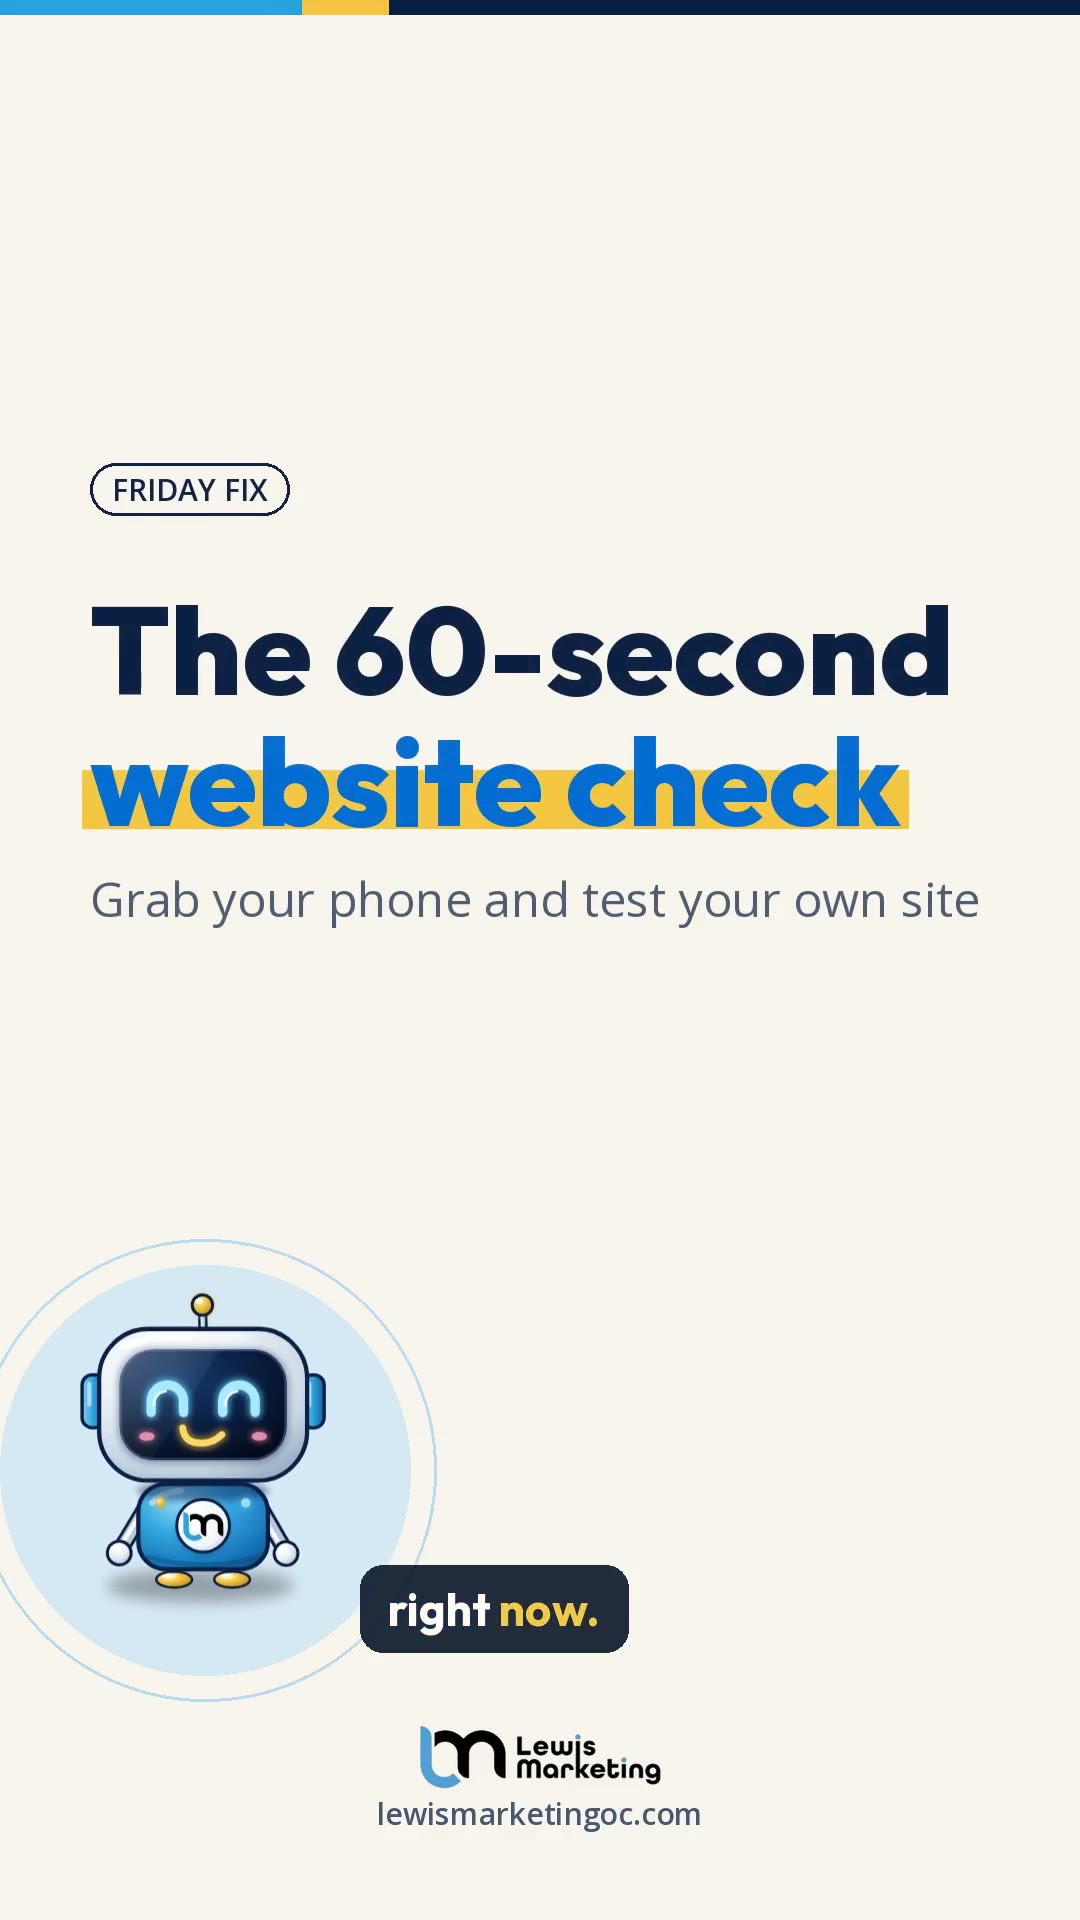 FRIDAY FIX
The 60-second
website check
Grab your phone and test your own site
right now.
Lewis
Marketing
lewismarketingoc.com